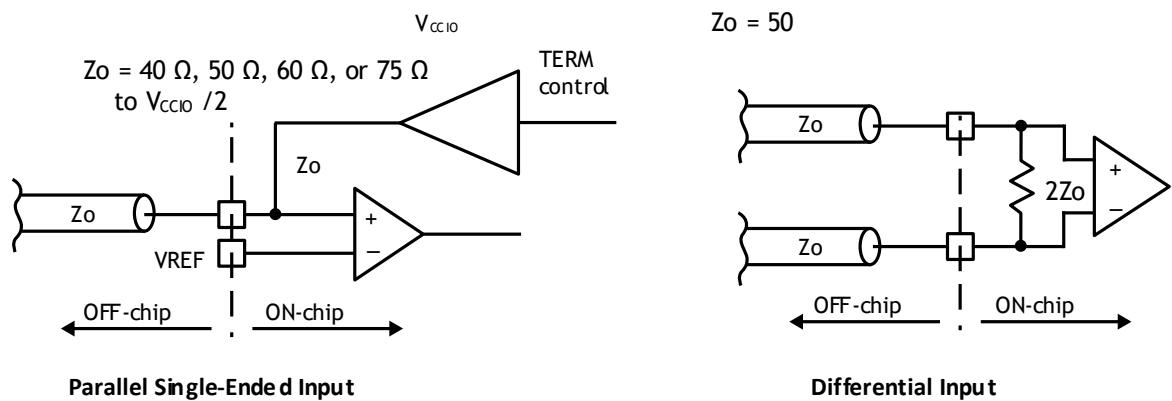 VCCIO
Zo = 40 Ω, 50 Ω, 60 Ω, or 75 Ω
to VCCIO /2
TERM
control
Zo
Zo
+
−
VREF
OFF-chip
ON-chip
Parallel Single-Ended Input
Zo = 50
Zo
+
2Zo
−
Zo
OFF-chip
ON-chip
Differential Input